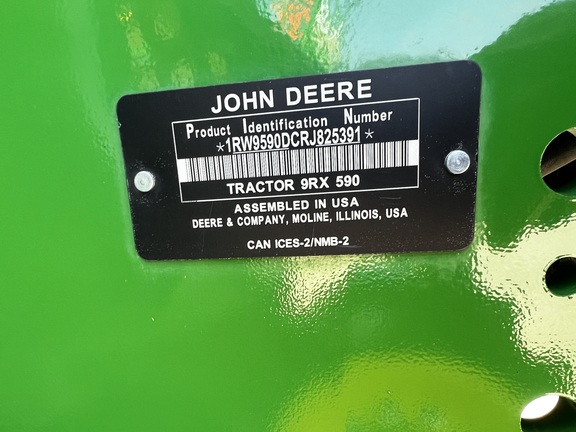 JOHN DEERE
Product Identification Number
*1RW9590DCRJ825391*
TRACTOR 9RX 590
ASSEMBLED IN USA
DEERE & COMPANY, MOLINE, ILLINOIS, USA
CAN ICES-2/NMB-2